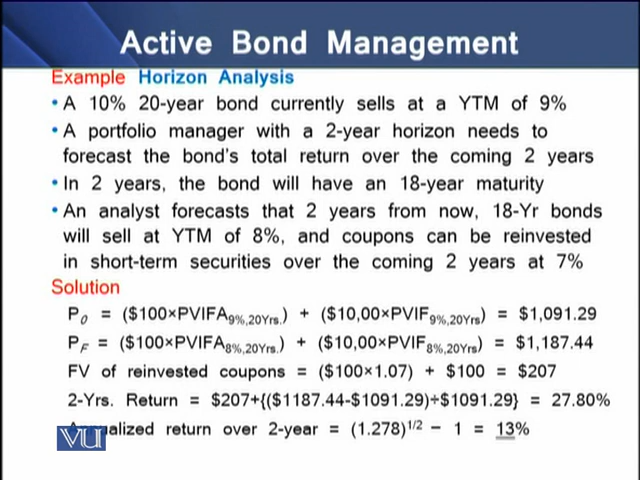 Active Bond Management
Example Horizon Analysis
• A 10% 20-year bond currently sells at a YTM of 9%
• A portfolio manager with a 2-year horizon needs to
forecast the bond's total return over the coming 2 years
• In 2 years, the bond will have an 18-year maturity
• An analyst forecasts that 2 years from now, 18-Yr bonds
will sell at YTM of 8%, and coupons can be reinvested
in short-term securities over the coming 2 years at 7%
Solution
P0 = ($100×PVIFA9%,20Yrs.) + ($10,00×PVIF9%,20Yrs) = $1,091.29
PF = ($100×PVIFA8%,20Yrs.) + ($10,00×PVIF8%,20Yrs) = $1,187.44
FV of reinvested coupons = ($100×1.07) + $100 = $207
2-Yrs. Return = $207+{($1187.44-$1091.29)÷$1091.29} = 27.80%
VU
return over 2-year = (1.278)1/2 − 1 = 13%